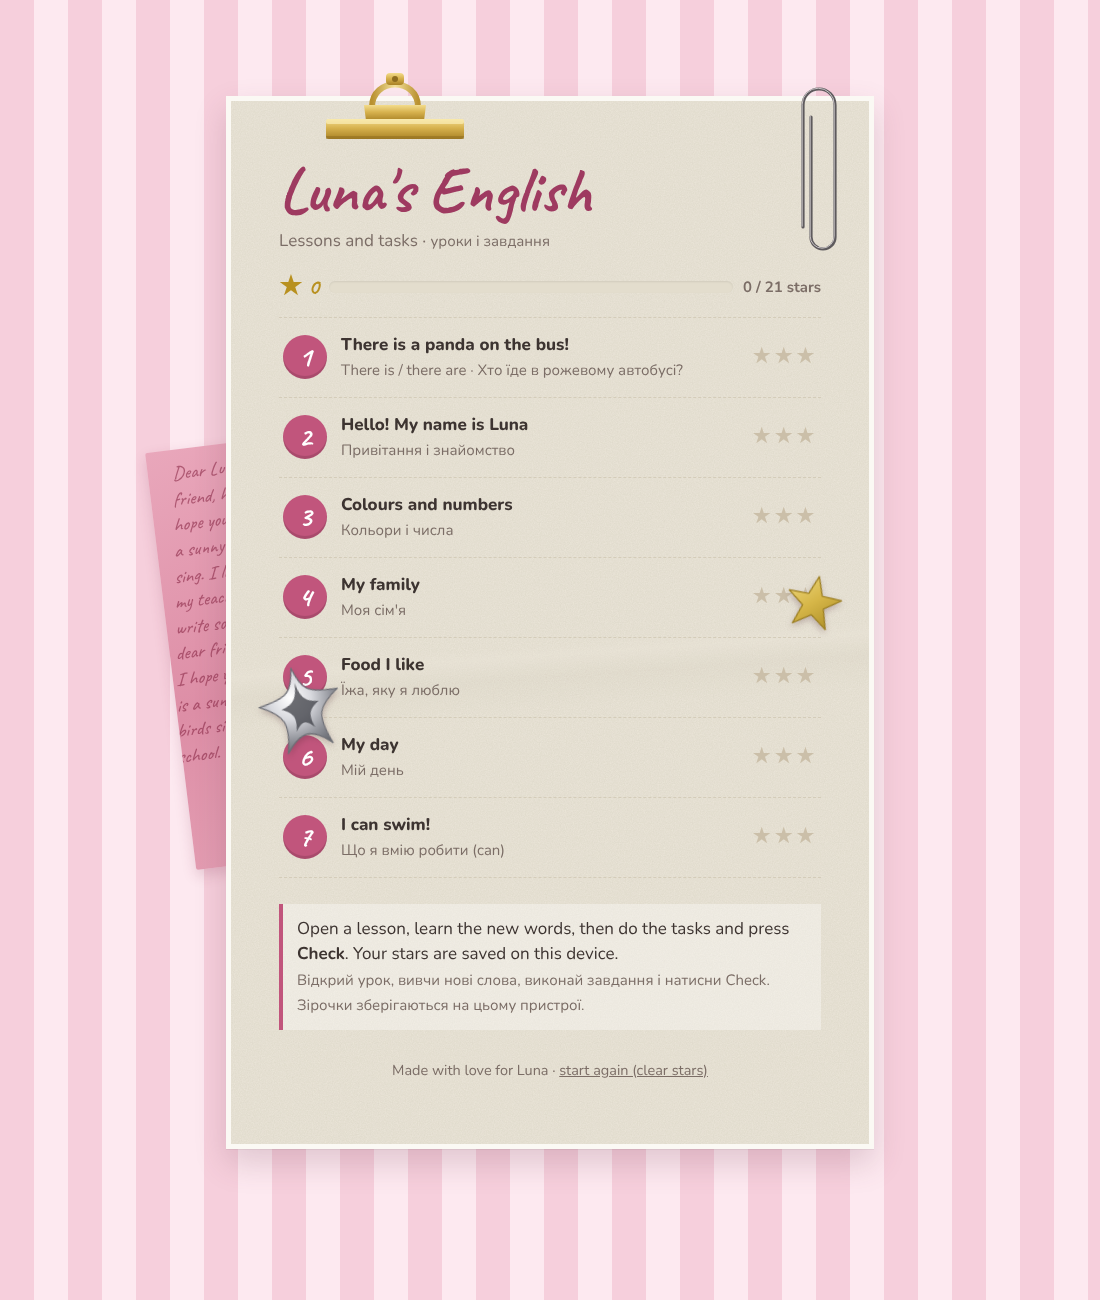 Luna's English
Lessons and tasks · уроки і завдання
★ 0
0 / 21 stars
1
There is a panda on the bus!
There is / there are · Хто їде в рожевому автобусі?
2
Hello! My name is Luna
Привітання і знайомство
3
Colours and numbers
Кольори і числа
4
My family
Моя сім'я
5
Food I like
Їжа, яку я люблю
6
My day
Мій день
7
I can swim!
Що я вмію робити (can)
Dear
friend,
hope
a sunny
sing. I
my
write
dear
I hope
is a
birds
school.
Open a lesson, learn the new words, then do the tasks and press
Check. Your stars are saved on this device.
Відкрий урок, вивчи нові слова, виконай завдання і натисни Check.
Зірочки зберігаються на цьому пристрої.
Made with love for Luna · start again (clear stars)